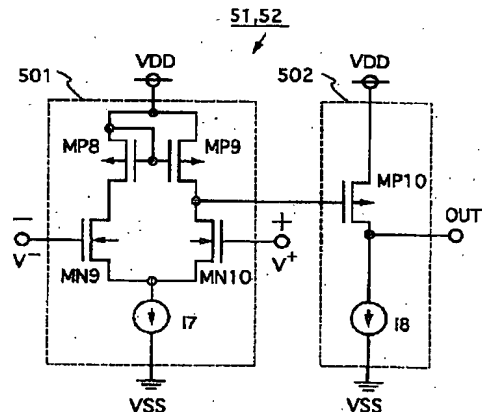 51,52
501
VDD
502
VDD
MP8
MP9
MP10
OUT
−
+
V−
MN9
MN10
V+
I7
I8
VSS
VSS